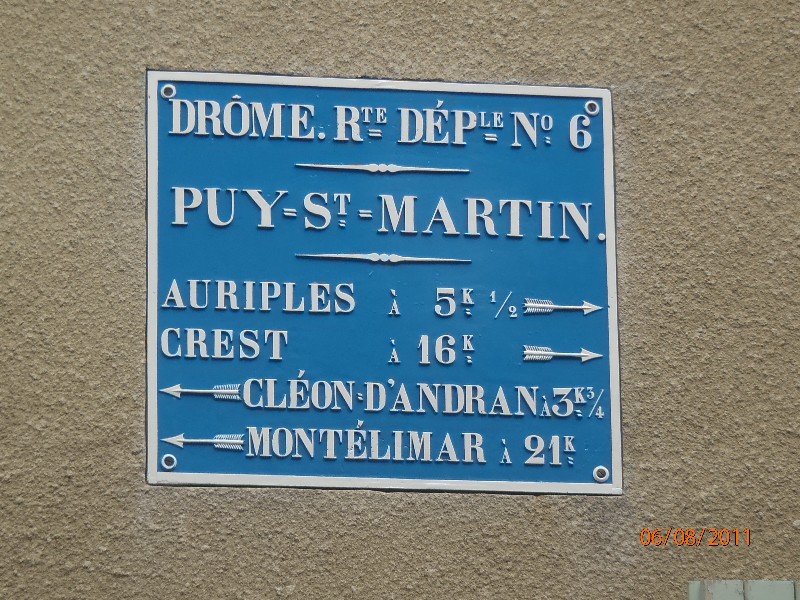 DRÔME. RTE DÉPLE NO 6
PUY=ST=MARTIN.
AURIPLES À 5K 1/2
CREST À 16K
CLÉON=D'ANDRAN À 3K 3/4
MONTÉLIMAR À 21K
06/08/2011